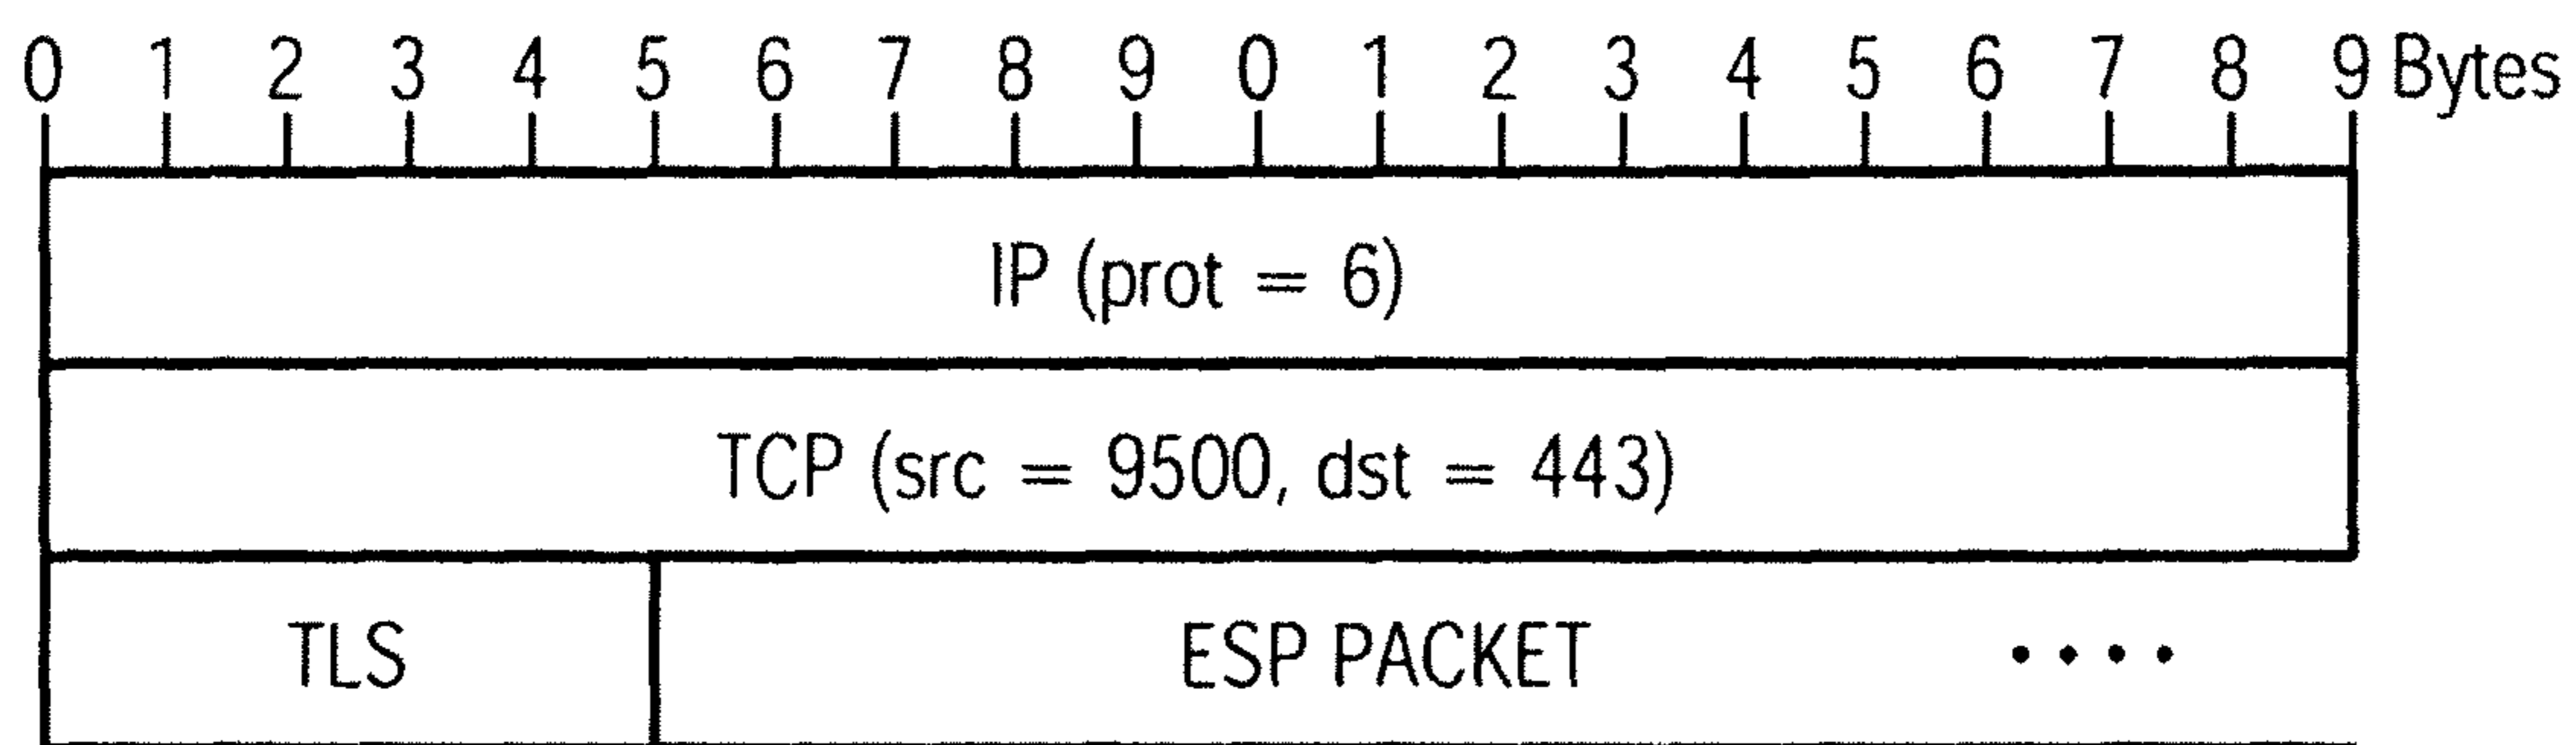 0 1 2 3 4 5 6 7 8 9 0 1 2 3 4 5 6 7 8 9 Bytes
IP (prot = 6)
TCP (src = 9500, dst = 443)
TLS ESP PACKET ....